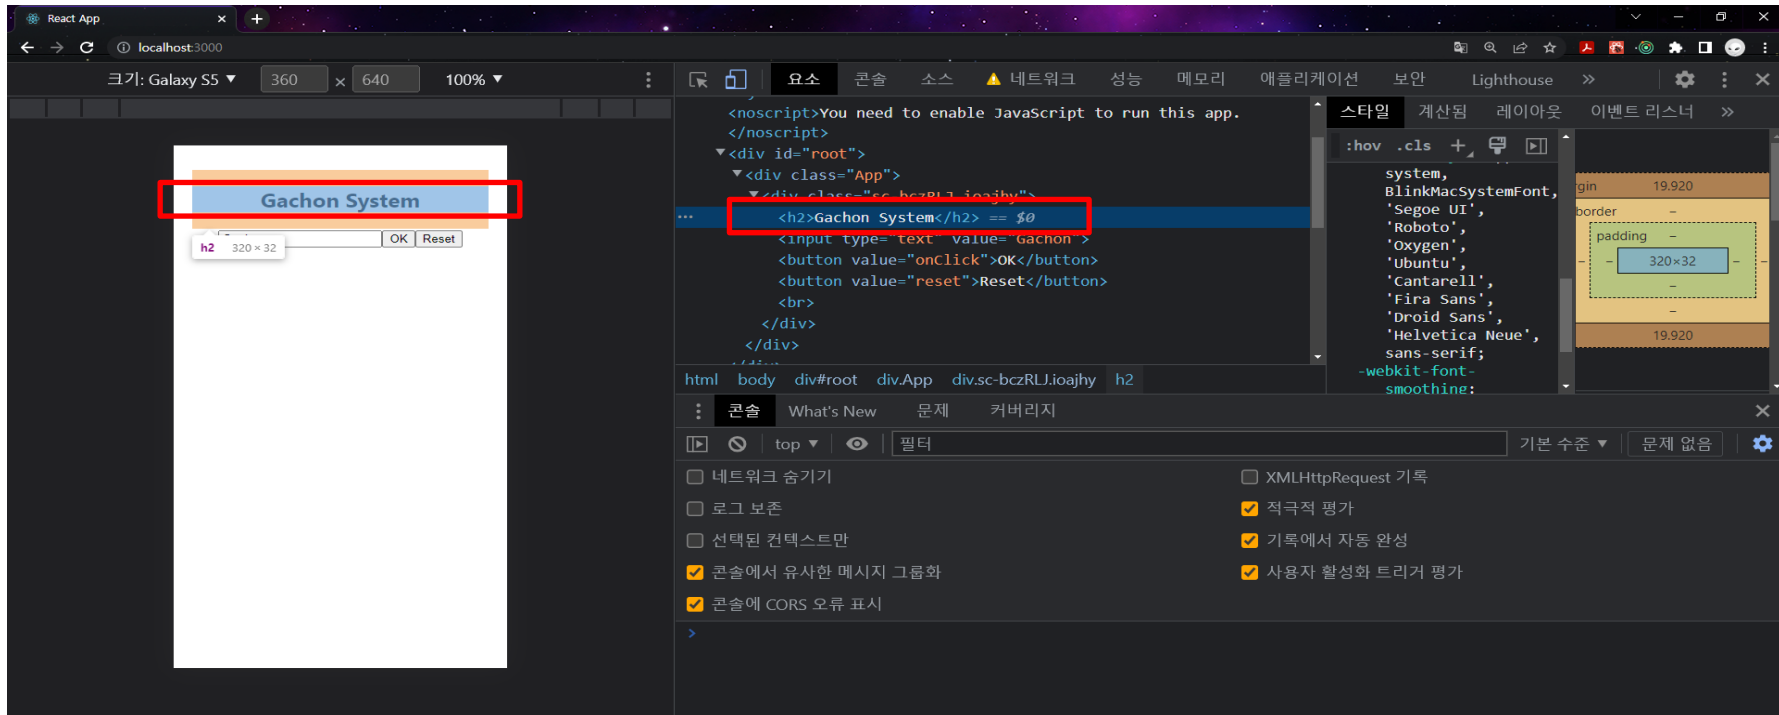 React App
localhost:3000
크기: Galaxy S5 ▼ 360 × 640 100% ▼
Gachon System
OK Reset
h2 320 × 32
요소 콘솔 소스 네트워크 성능 메모리 애플리케이션 보안 Lighthouse »
<noscript>You need to enable JavaScript to run this app.
</noscript>
▼<div id="root">
▼<div class="App">
▼<div class="sc-bczRLJ ioajhy">
··· <h2>Gachon System</h2> == $0
<input type="text" value="Gachon">
<button value="onClick">OK</button>
<button value="reset">Reset</button>
<br>
</div>
</div>
html body div#root div.App div.sc-bczRLJ.ioajhy h2
스타일 계산됨 레이아웃 이벤트 리스너 »
:hov .cls +
system,
BlinkMacSystemFont,
'Segoe UI',
'Roboto',
'Oxygen',
'Ubuntu',
'Cantarell',
'Fira Sans',
'Droid Sans',
'Helvetica Neue',
sans-serif;
-webkit-font-
smoothing:
19.920
border –
padding –
– – 320×32 – –
–
–
19.920
콘솔 What's New 문제 커버리지
top ▼ 필터 기본 수준 ▼ 문제 없음
네트워크 숨기기
로그 보존
선택된 컨텍스트만
콘솔에서 유사한 메시지 그룹화
콘솔에 CORS 오류 표시
XMLHttpRequest 기록
적극적 평가
기록에서 자동 완성
사용자 활성화 트리거 평가
>